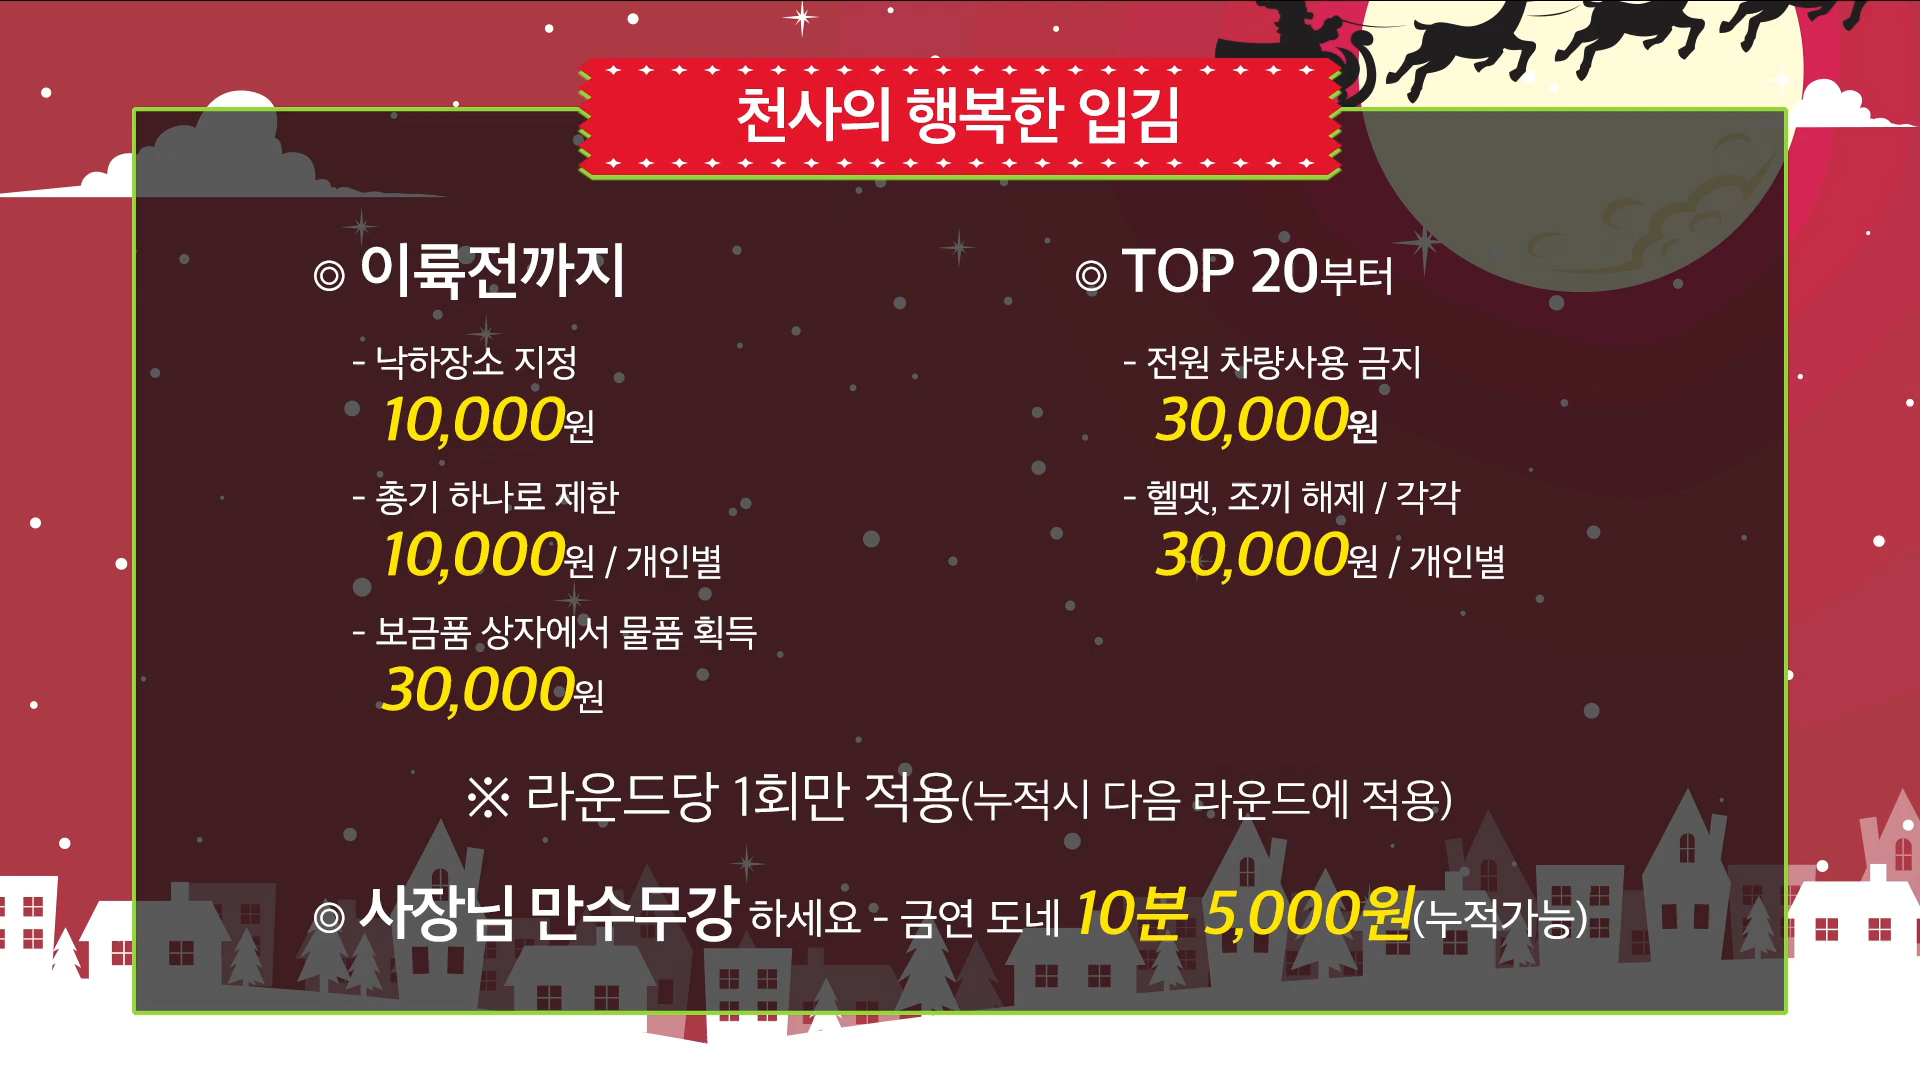 천사의 행복한 입김
◎ 이륙전까지
- 낙하장소 지정
10,000원
- 총기 하나로 제한
10,000원 / 개인별
- 보금품 상자에서 물품 획득
30,000원
◎ TOP 20부터
- 전원 차량사용 금지
30,000원
- 헬멧, 조끼 해제 / 각각
30,000원 / 개인별
※ 라운드당 1회만 적용(누적시 다음 라운드에 적용)
◎ 사장님 만수무강 하세요 - 금연 도네 10분 5,000원(누적가능)